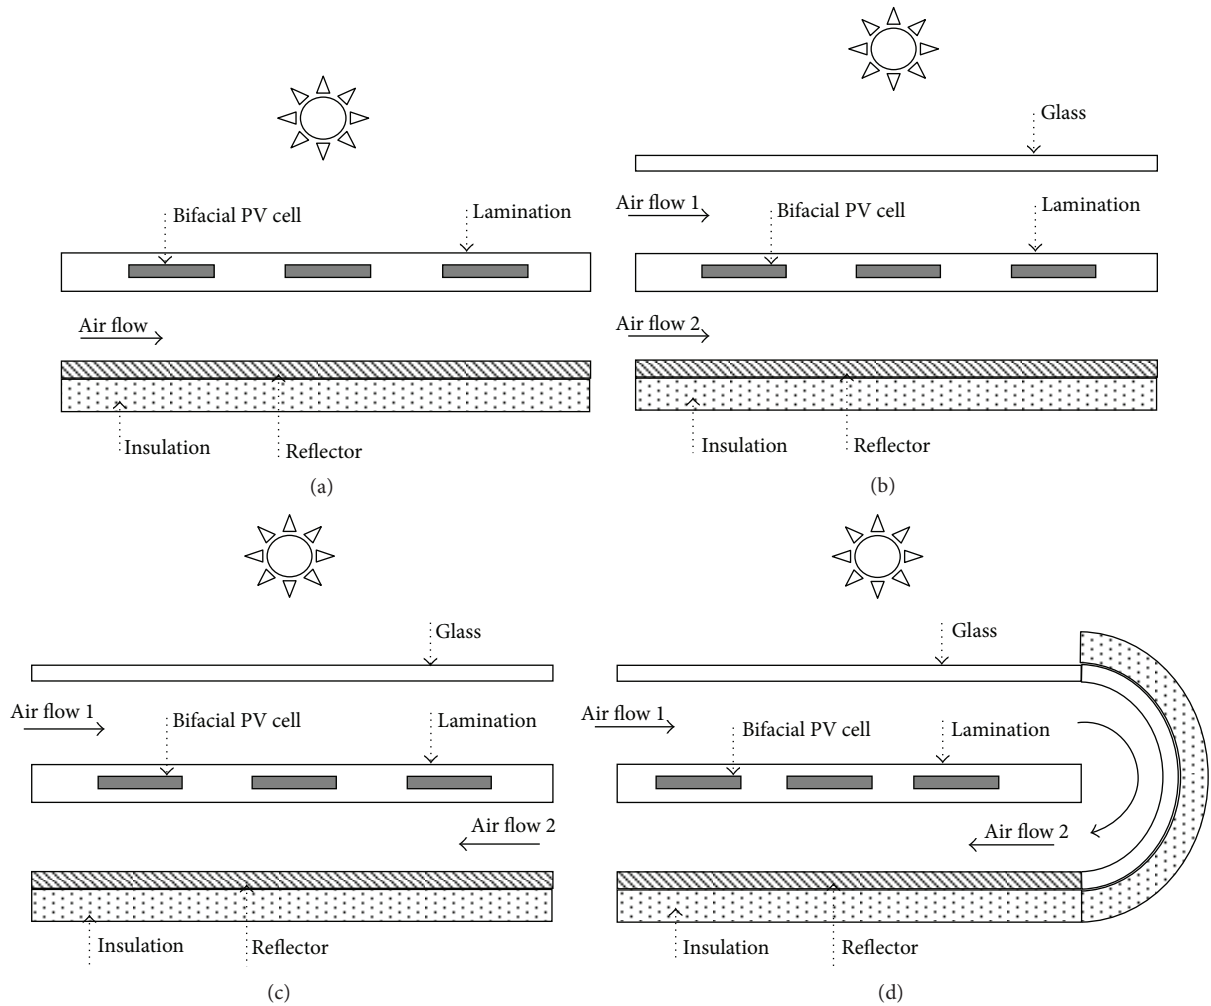 Bifacial PV cell
Lamination
Air flow
Insulation
Reflector
(a)
Glass
Air flow 1
Bifacial PV cell
Lamination
Air flow 2
Insulation
Reflector
(b)
Glass
Air flow 1
Bifacial PV cell
Lamination
Air flow 2
Insulation
Reflector
(c)
Glass
Air flow 1
Bifacial PV cell
Lamination
Air flow 2
Insulation
Reflector
(d)